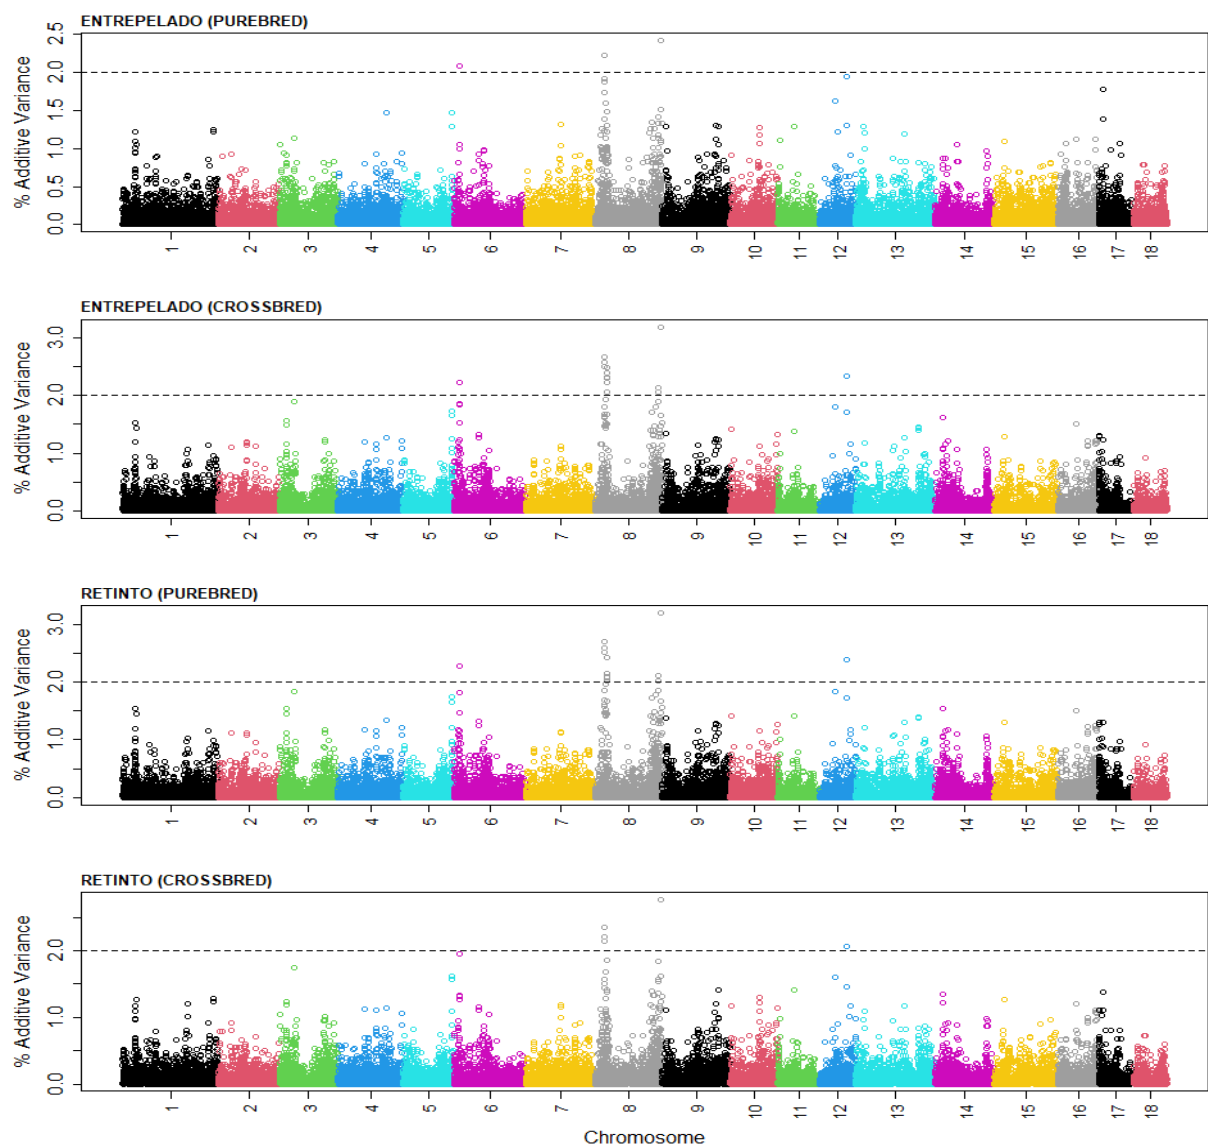 ENTREPELADO (PUREBRED)
% Additive Variance
2.5
2.0
1.5
1.0
0.5
0.0
1 2 3 4 5 6 7 8 9 10 11 12 13 14 15 16 17 18
ENTREPELADO (CROSSBRED)
% Additive Variance
3.0
2.0
1.0
0.0
1 2 3 4 5 6 7 8 9 10 11 12 13 14 15 16 17 18
RETINTO (PUREBRED)
% Additive Variance
3.0
2.0
1.0
0.0
1 2 3 4 5 6 7 8 9 10 11 12 13 14 15 16 17 18
RETINTO (CROSSBRED)
% Additive Variance
2.0
1.0
0.0
1 2 3 4 5 6 7 8 9 10 11 12 13 14 15 16 17 18
Chromosome